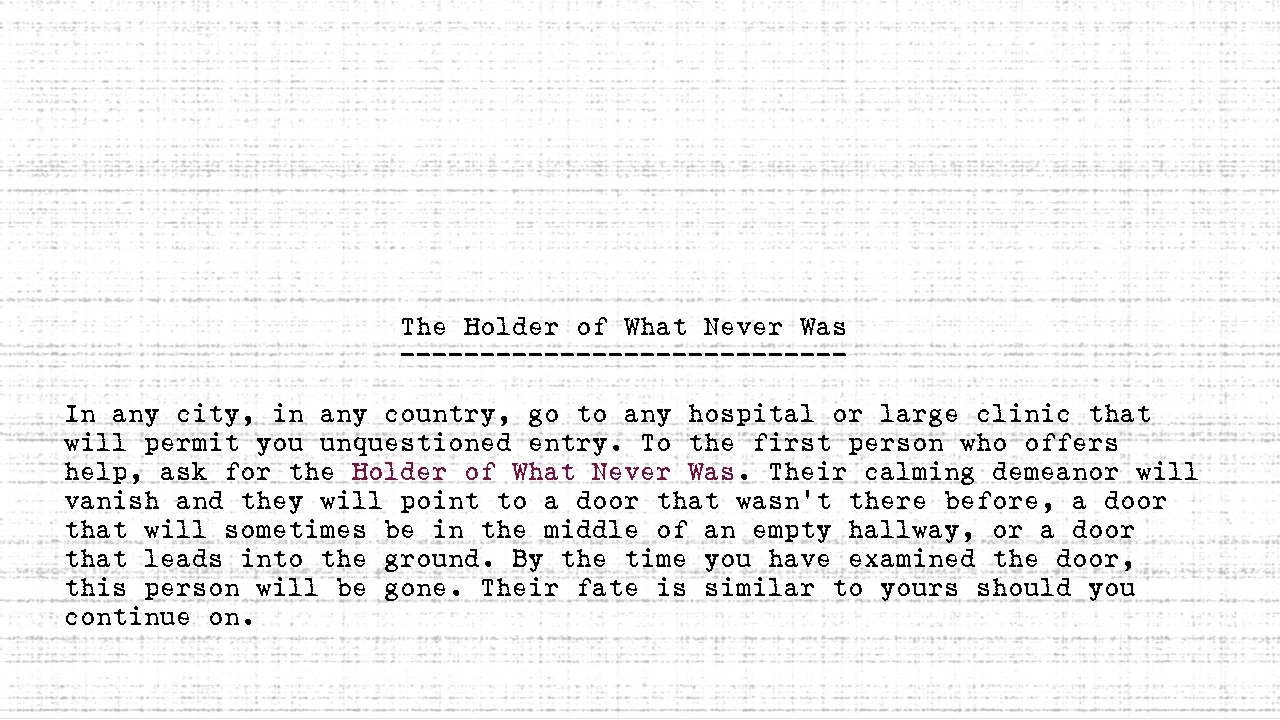 The Holder of What Never Was
In any city, in any country, go to any hospital or large clinic that
will permit you unquestioned entry. To the first person who offers
help, ask for the Holder of What Never Was. Their calming demeanor will
vanish and they will point to a door that wasn't there before, a door
that will sometimes be in the middle of an empty hallway, or a door
that leads into the ground. By the time you have examined the door,
this person will be gone. Their fate is similar to yours should you
continue on.